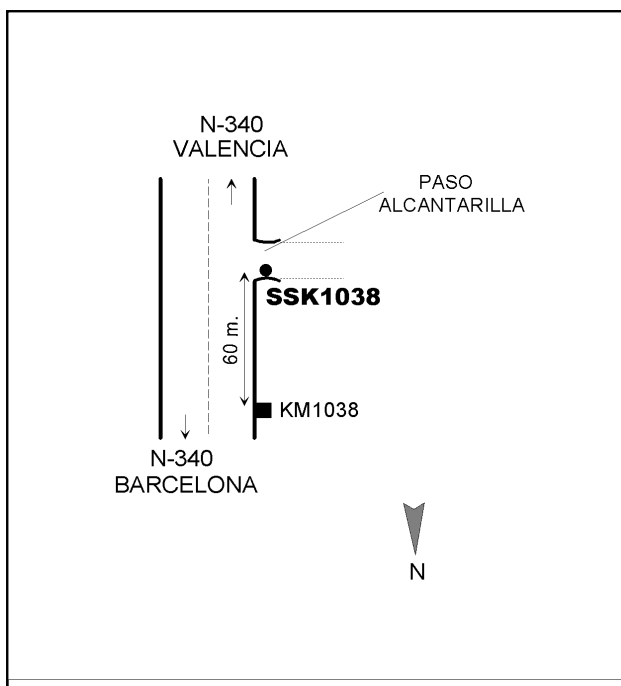 N-340
VALENCIA
PASO
ALCANTARILLA
SSK1038
60 m.
KM1038
N-340
BARCELONA
N